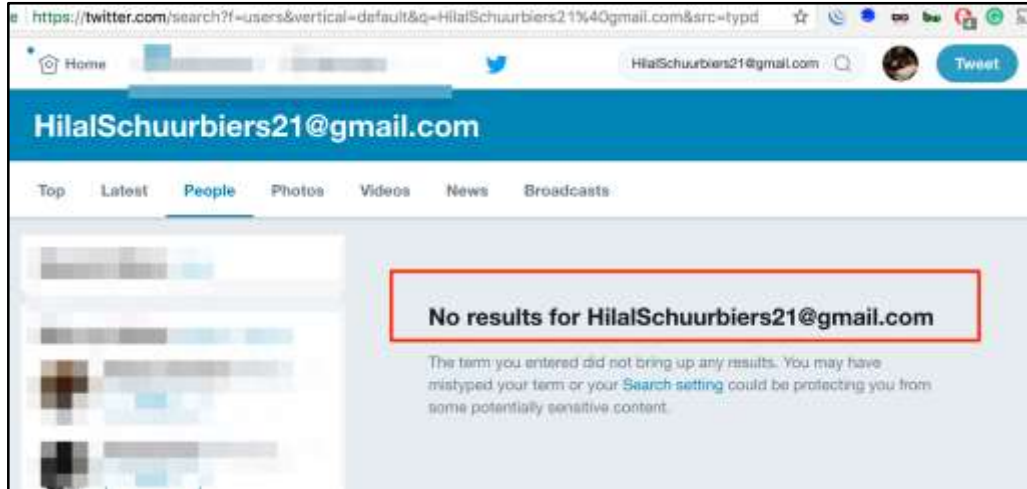 https://twitter.com/search?f=users&vertical=default&q=HilalSchuurbiers21%40gmail.com&src=typd
Home
HilalSchuurbiers21@gmail.com
Tweet
HilalSchuurbiers21@gmail.com
Top Latest People Photos Videos News Broadcasts
No results for HilalSchuurbiers21@gmail.com
The term you entered did not bring up any results. You may have
mistyped your term or your Search setting could be protecting you from
some potentially sensitive content.